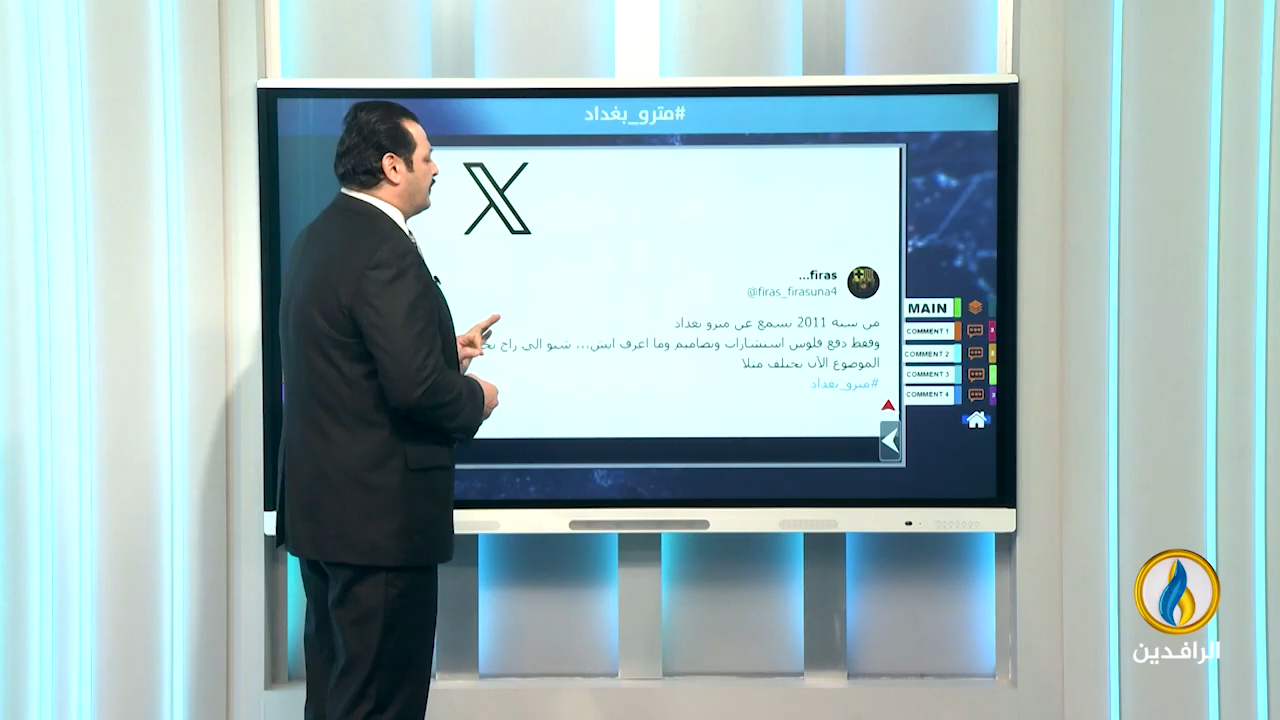 #مترو_بغداد
firas...
@firas_firasuna4
من سنة 2011 نسمع عن مترو بغداد
وفقط دفع فلوس استشارات وتصاميم وما اعرف ايش،،، شنو الي راح
الموضوع الآن يختلف مثلا
#مترو_بغداد
MAIN
COMMENT 1
COMMENT 2
COMMENT 3
COMMENT 4
الرافدين